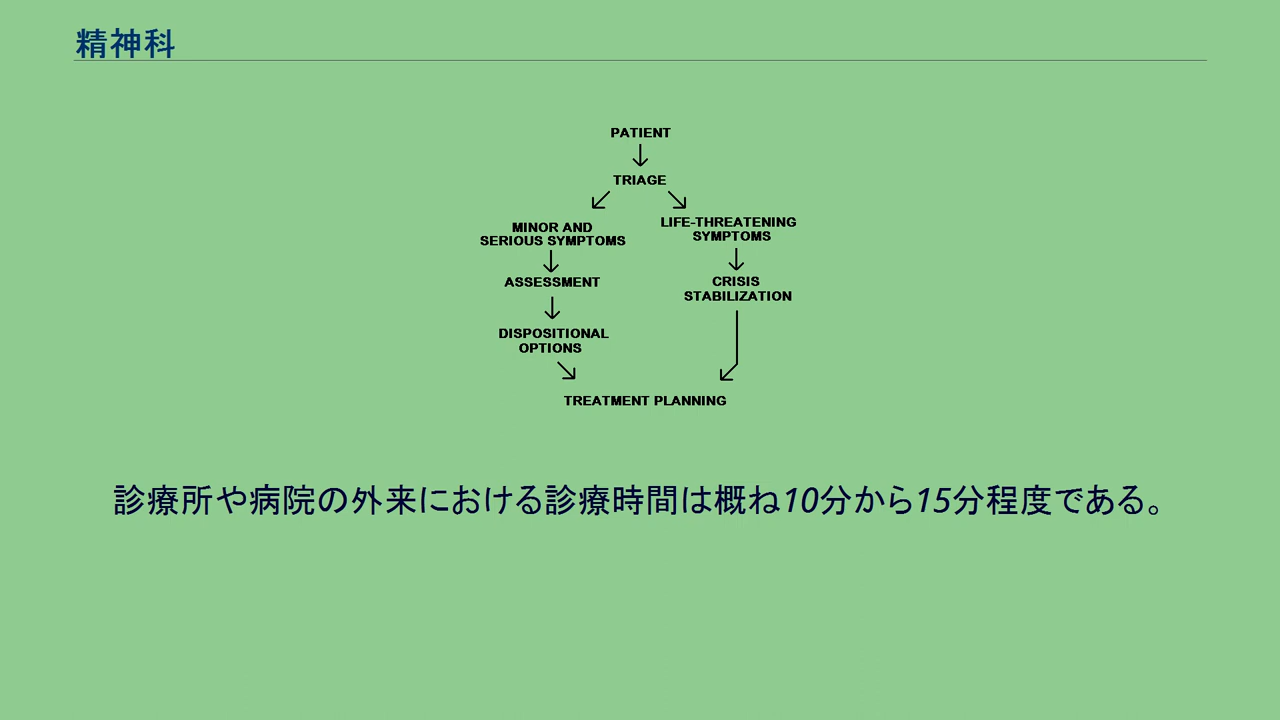 精神科
PATIENT
TRIAGE
MINOR AND
SERIOUS SYMPTOMS
LIFE-THREATENING
SYMPTOMS
ASSESSMENT
CRISIS
STABILIZATION
DISPOSITIONAL
OPTIONS
TREATMENT PLANNING
診療所や病院の外来における診療時間は概ね10分から15分程度である。